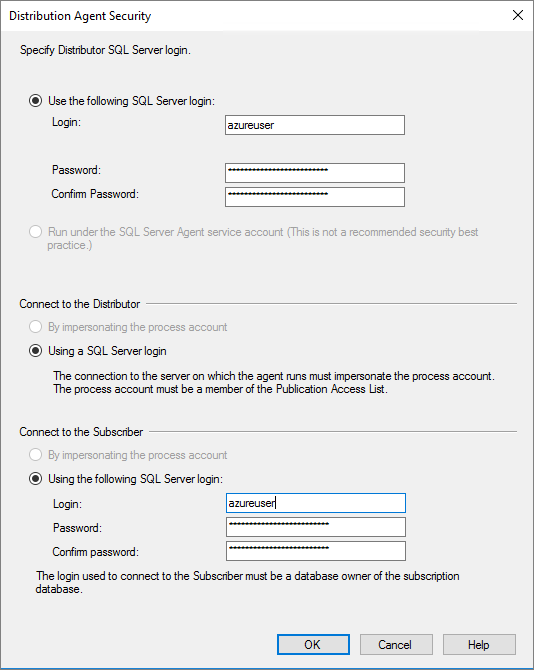 Distribution Agent Security
Specify Distributor SQL Server login.
Use the following SQL Server login:
Login:
azureuser
Password:
*************************
Confirm Password:
*************************
Run under the SQL Server Agent service account (This is not a recommended security best
practice.)
Connect to the Distributor
By impersonating the process account
Using a SQL Server login
The connection to the server on which the agent runs must impersonate the process account.
The process account must be a member of the Publication Access List.
Connect to the Subscriber
By impersonating the process account
Using the following SQL Server login:
Login:
azureuser
Password:
*************************
Confirm password:
*************************
The login used to connect to the Subscriber must be a database owner of the subscription
database.
OK
Cancel
Help